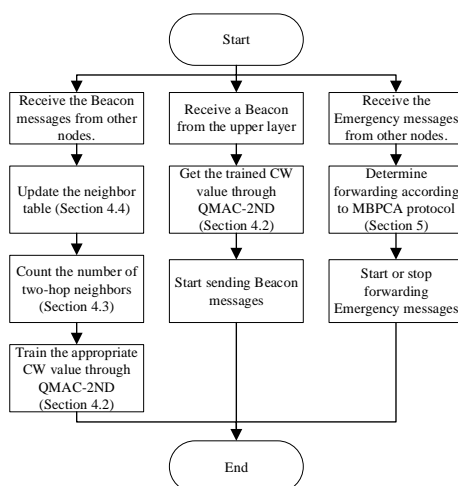 Start
Receive the Beacon
messages from other
nodes.
Receive a Beacon
from the upper layer
Receive the
Emergency messages
from other nodes.
Update the neighbor
table (Section 4.4)
Get the trained CW
value through
QMAC-2ND
(Section 4.2)
Determine
forwarding according
to MBPCA protocol
(Section 5)
Count the number of
two-hop neighbors
(Section 4.3)
Start sending Beacon
messages
Start or stop
forwarding
Emergency messages
Train the appropriate
CW value through
QMAC-2ND
(Section 4.2)
End